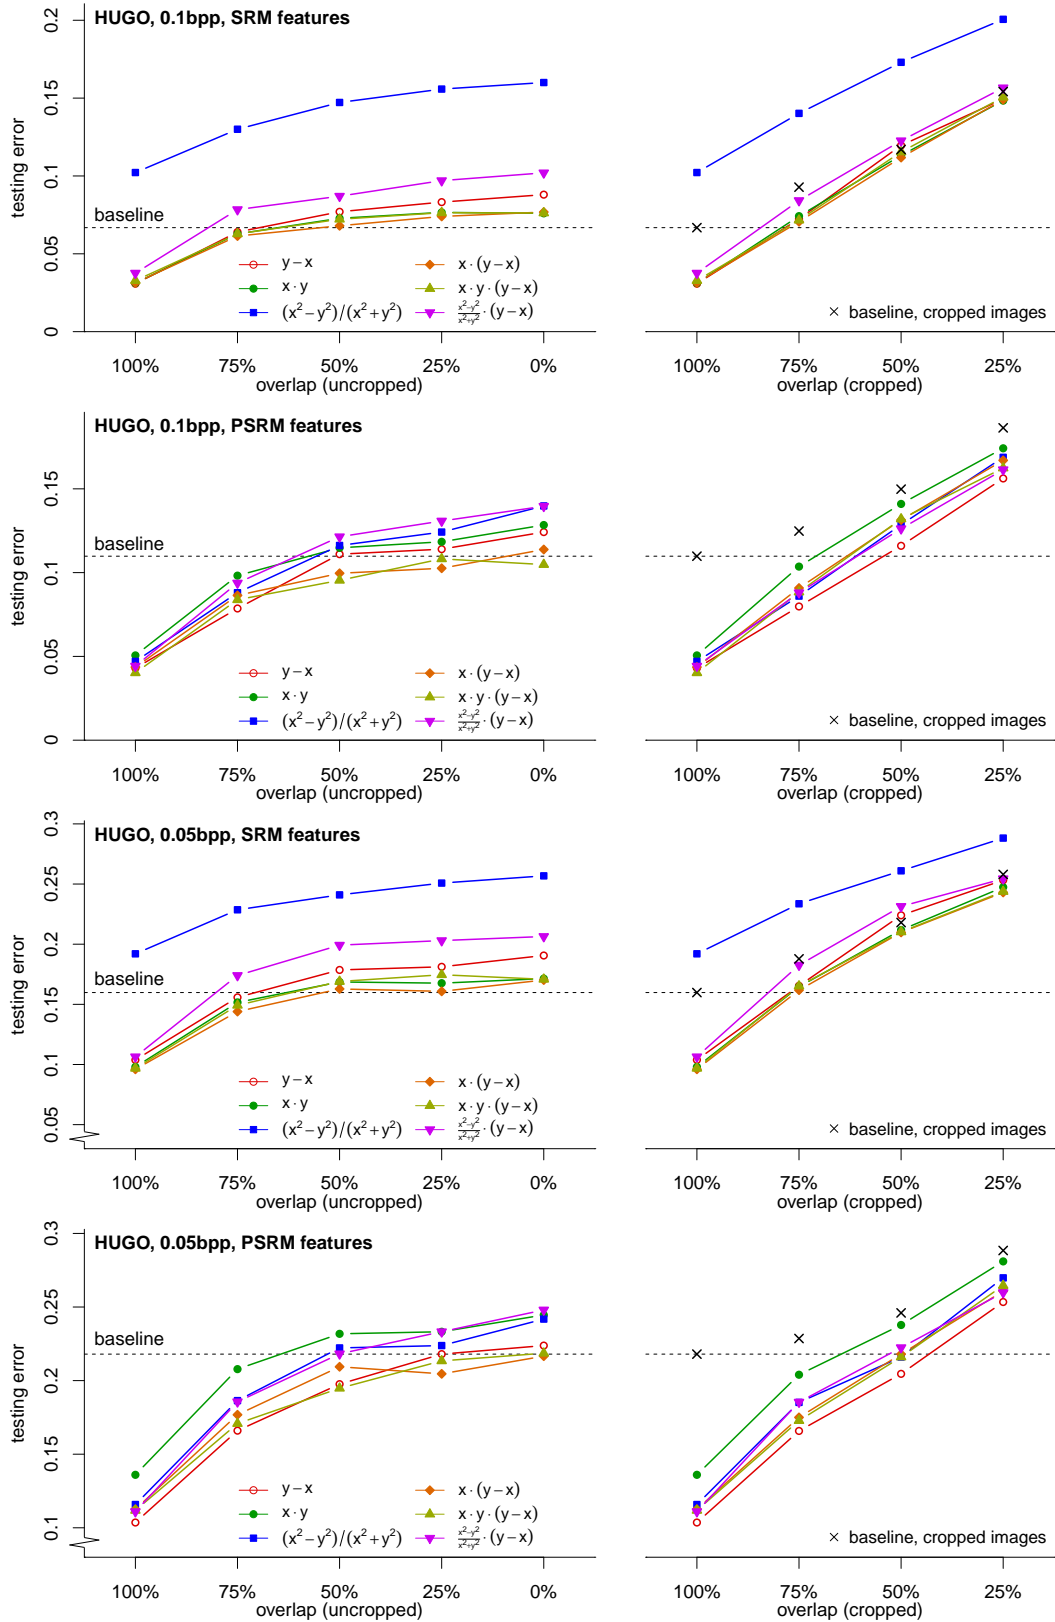 HUGO, 0.1bpp, SRM features
testing error
0
0.05
0.1
0.15
0.2
baseline
y − x
x · y
(x² − y²)/(x² + y²)
x · (y − x)
x · y · (y − x)
x²−y²/x²+y² · (y − x)
100% 75% 50% 25% 0%
overlap (uncropped)
× baseline, cropped images
100% 75% 50% 25%
overlap (cropped)
HUGO, 0.1bpp, PSRM features
testing error
0
0.05
0.1
0.15
baseline
y − x
x · y
(x² − y²)/(x² + y²)
x · (y − x)
x · y · (y − x)
x²−y²/x²+y² · (y − x)
100% 75% 50% 25% 0%
overlap (uncropped)
× baseline, cropped images
100% 75% 50% 25%
overlap (cropped)
HUGO, 0.05bpp, SRM features
testing error
0.05
0.1
0.15
0.2
0.25
0.3
baseline
y − x
x · y
(x² − y²)/(x² + y²)
x · (y − x)
x · y · (y − x)
x²−y²/x²+y² · (y − x)
100% 75% 50% 25% 0%
overlap (uncropped)
× baseline, cropped images
100% 75% 50% 25%
overlap (cropped)
HUGO, 0.05bpp, PSRM features
testing error
0.1
0.15
0.2
0.25
0.3
baseline
y − x
x · y
(x² − y²)/(x² + y²)
x · (y − x)
x · y · (y − x)
x²−y²/x²+y² · (y − x)
100% 75% 50% 25% 0%
overlap (uncropped)
× baseline, cropped images
100% 75% 50% 25%
overlap (cropped)